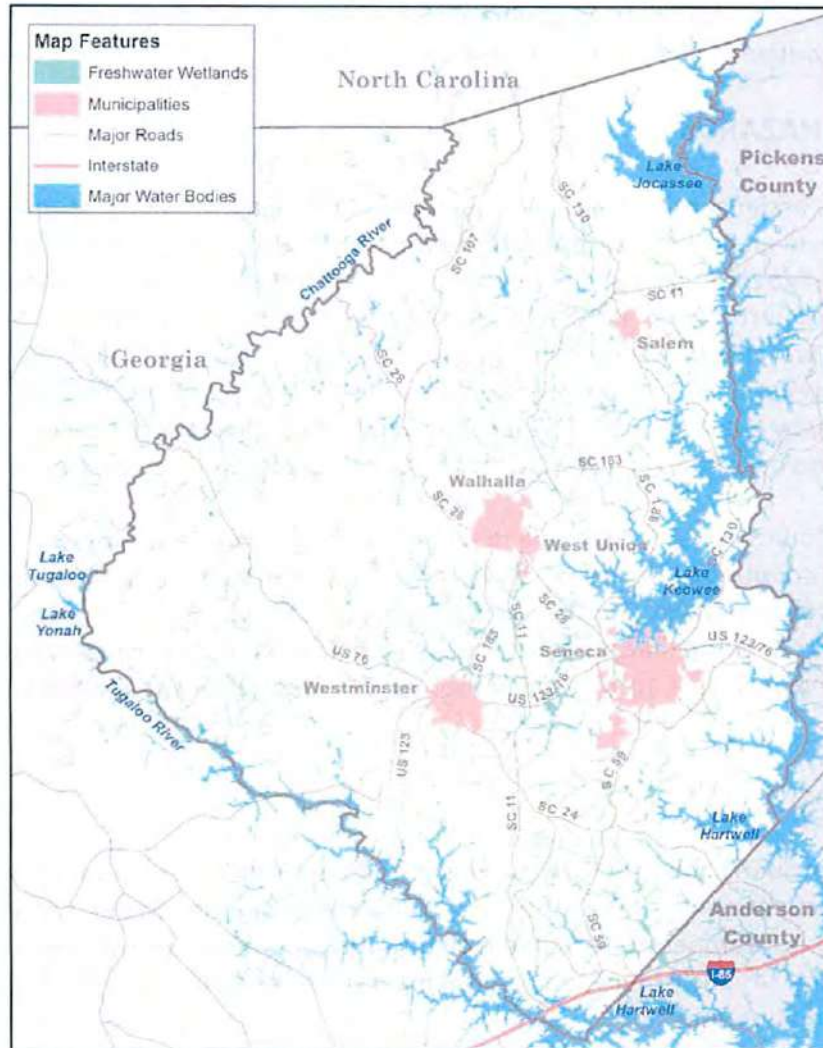 Map Features
Freshwater Wetlands
Municipalities
Major Roads
Interstate
Major Water Bodies
North Carolina
Lake
Jocassee
Pickens
County
SC 130
SC 107
Chattooga River
SC 11
Georgia
Salem
SC 28
SC 183
Walhalla
SC 188
SC 28
West Union
SC 130
Lake
Tugaloo
Lake
Keowee
Lake
Yonah
SC 11
SC 28
SC 183
Seneca
US 123/76
US 76
Westminster
US 123/76
Tugaloo River
US 123
SC 59
SC 11
SC 24
Lake
Hartwell
Anderson
County
SC 59
I-85
Lake
Hartwell